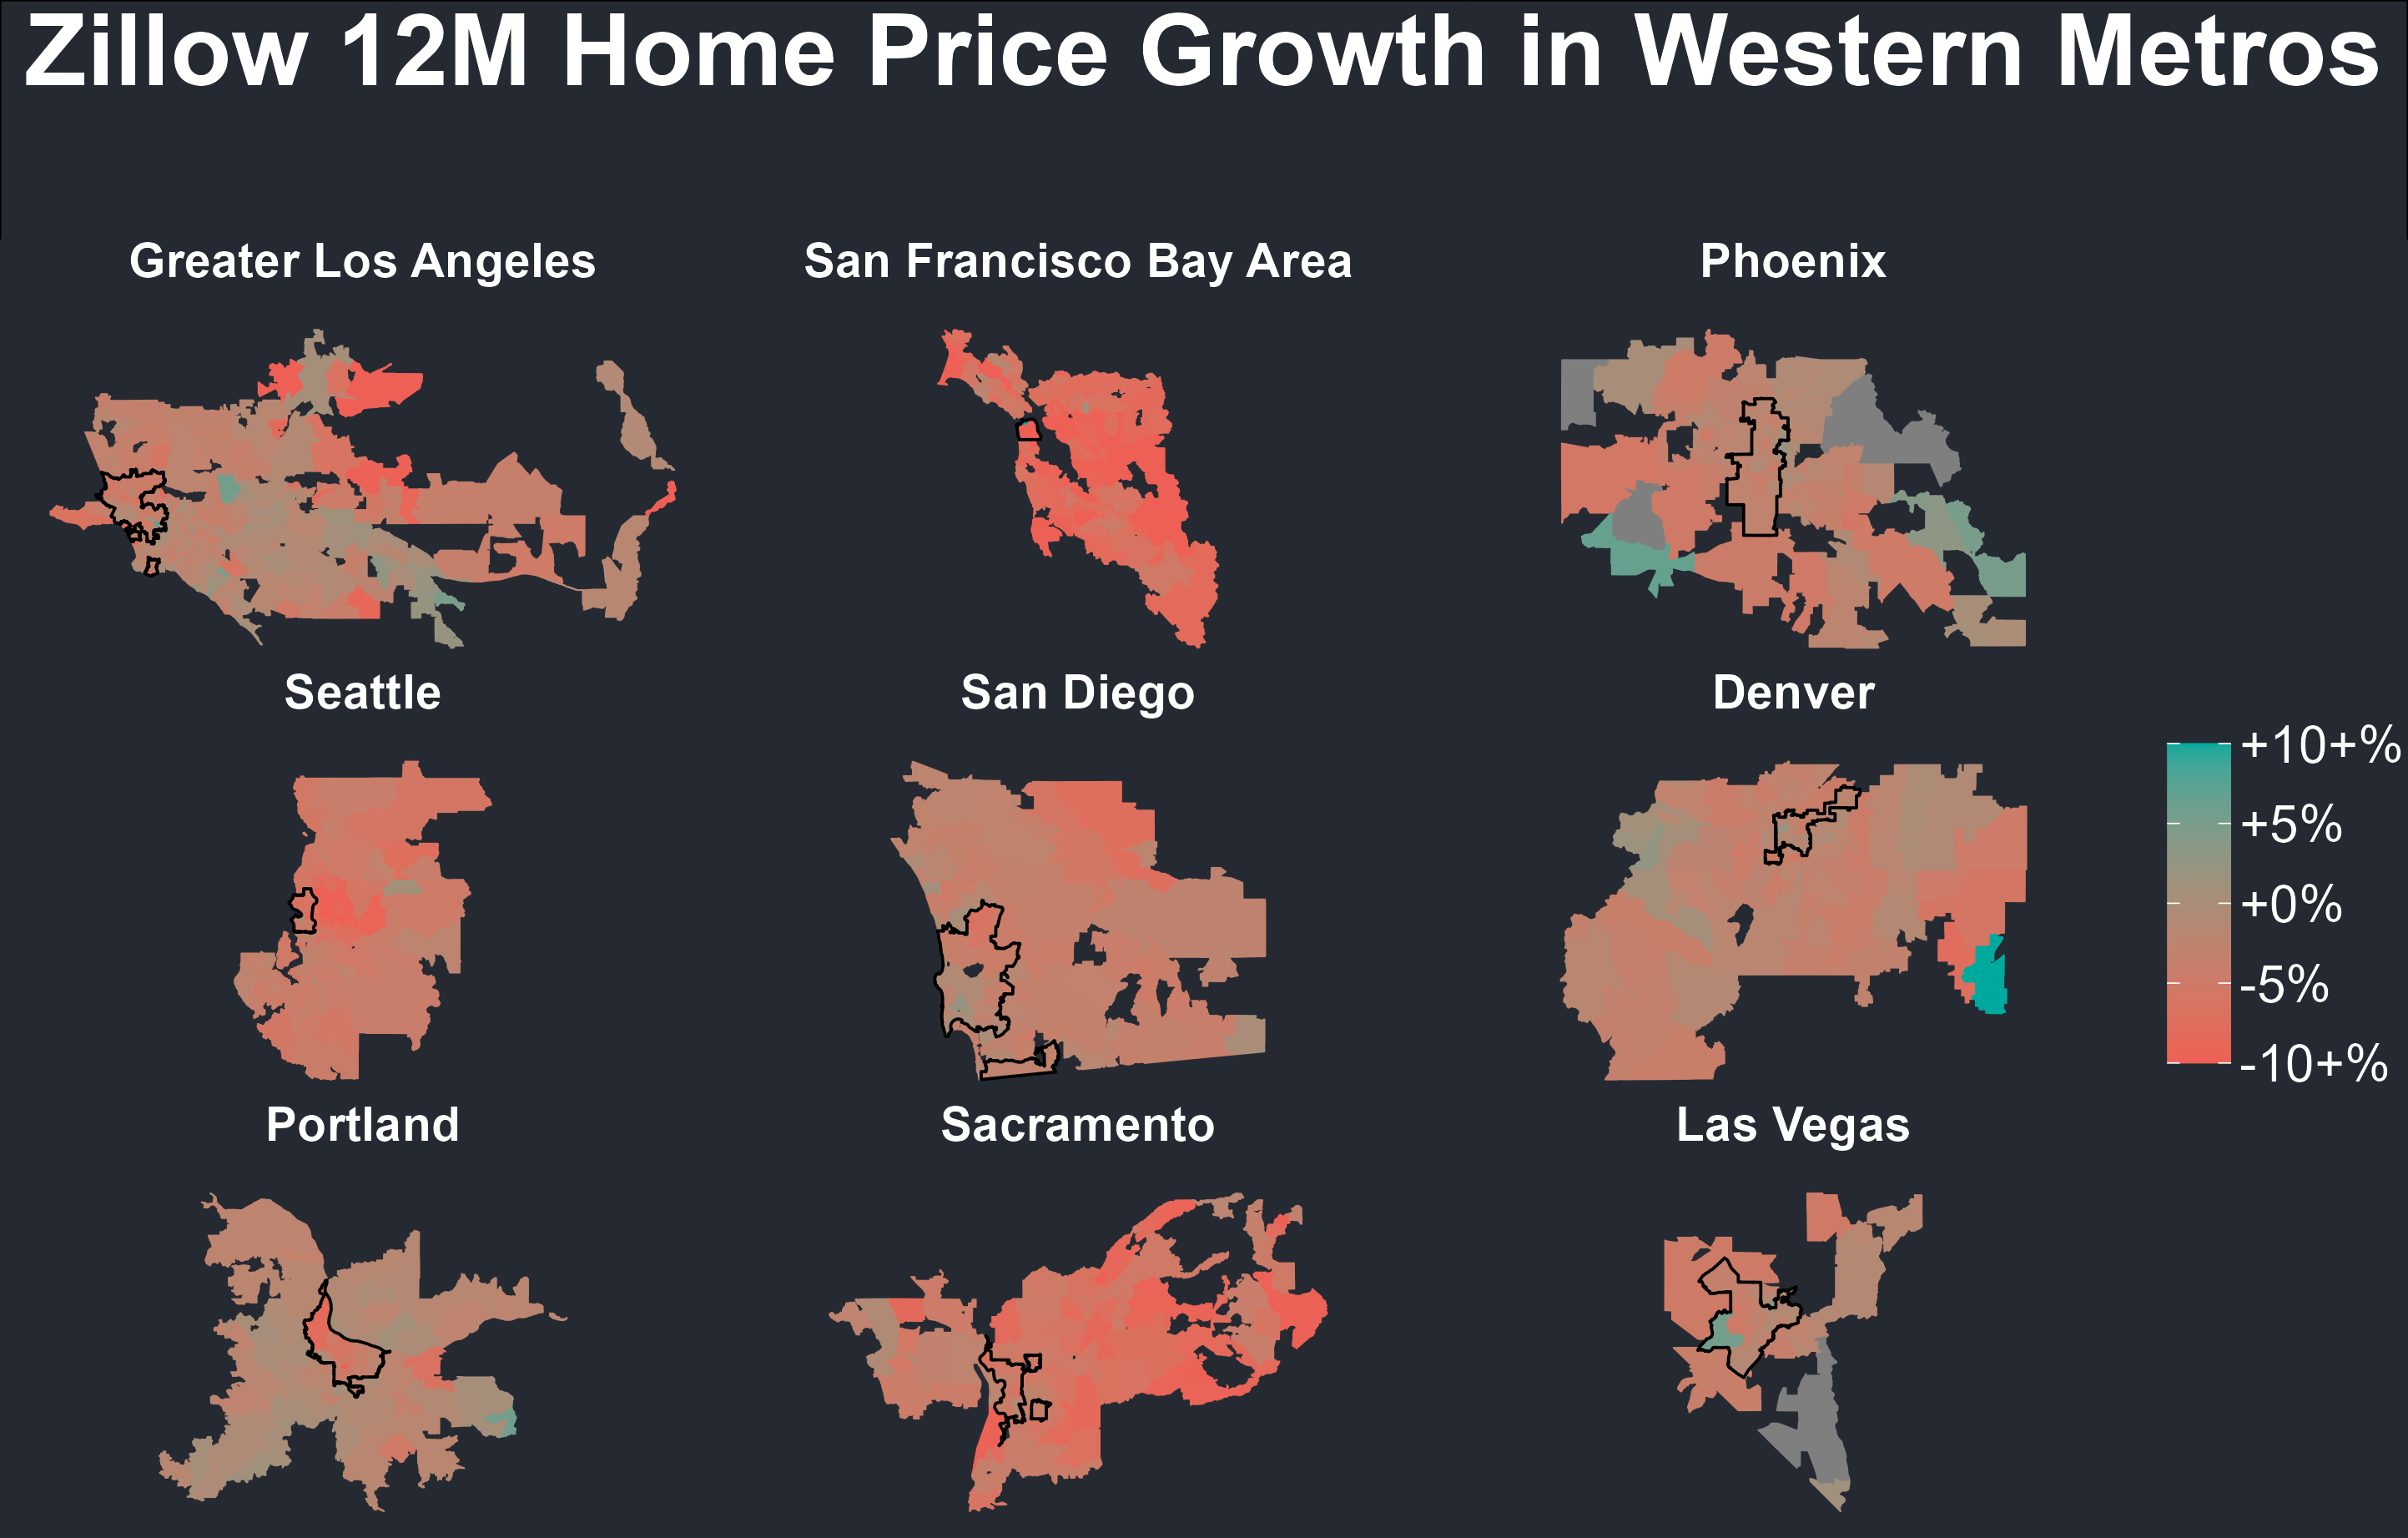 Zillow 12M Home Price Growth in Western Metros
Greater Los Angeles
San Francisco Bay Area
Phoenix
Seattle
San Diego
Denver
+10+%
+5%
+0%
-5%
-10+%
Portland
Sacramento
Las Vegas